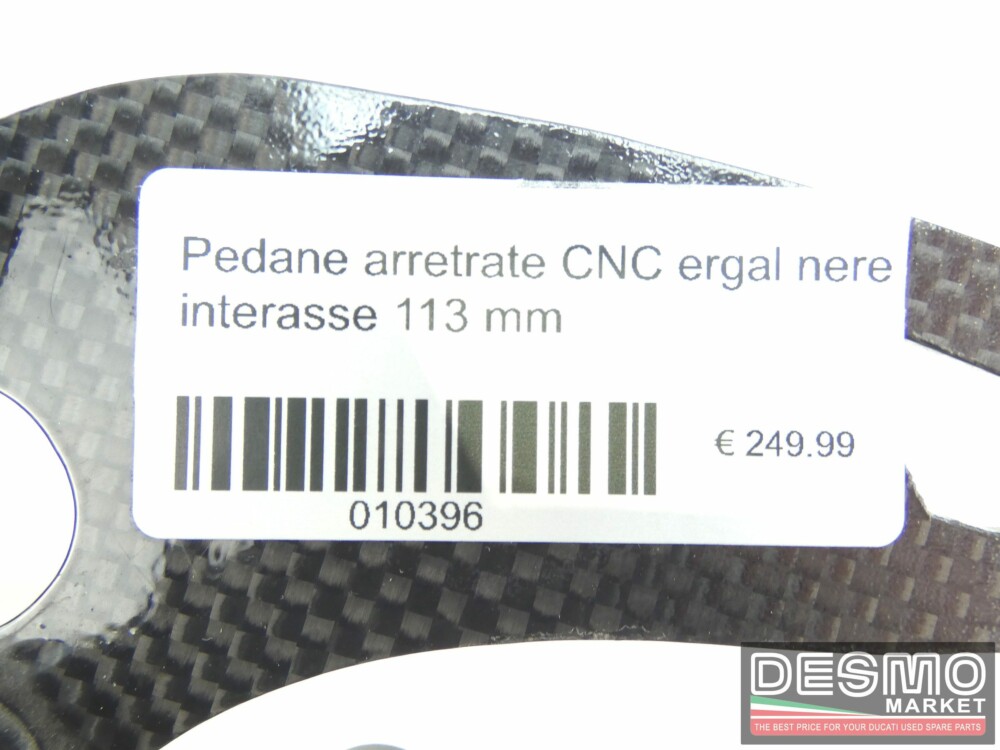 Pedane arretrate CNC ergal nere
interasse 113 mm
€ 249.99
010396
DESMO
MARKET
THE BEST PRICE FOR YOUR DUCATI USED SPARE PARTS